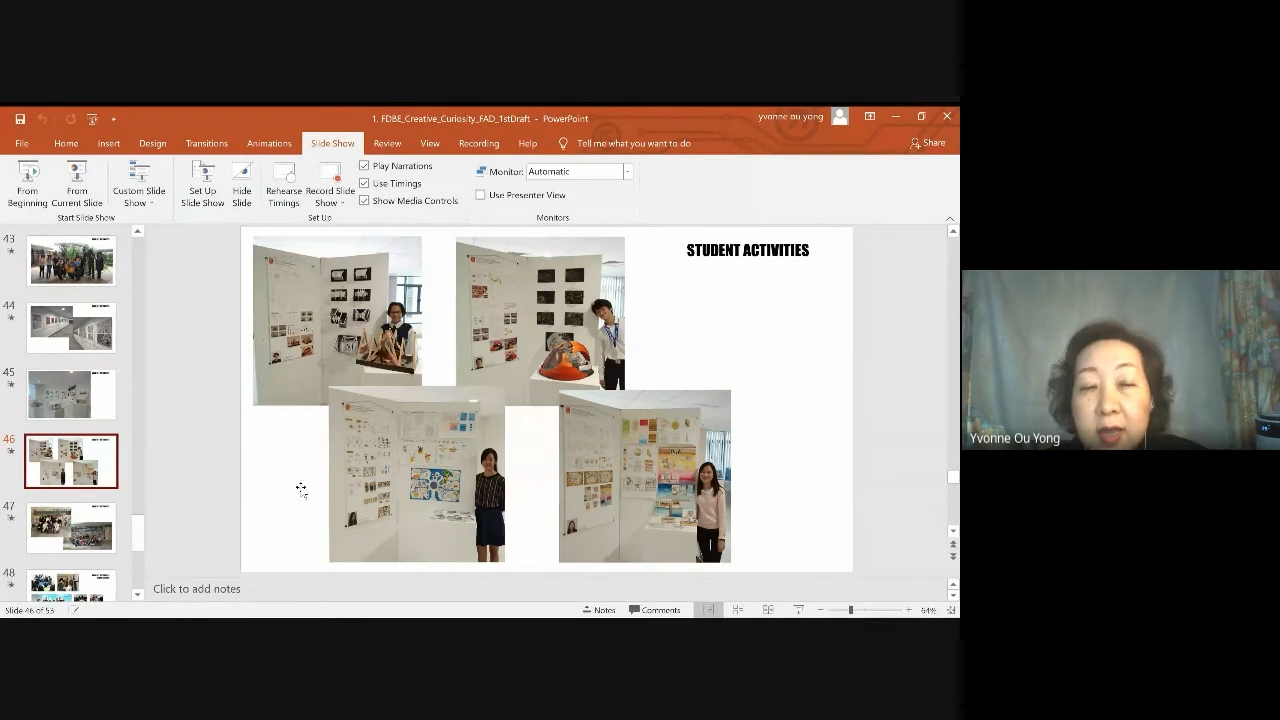 1. FDBE_Creative_Curiosity_FAD_1stDraft - PowerPoint
yvonne ou yong
File Home Insert Design Transitions Animations Slide Show Review View Recording Help Tell me what you want to do Share
From Beginning
From Current Slide
Custom Slide Show
Start Slide Show
Set Up Slide Show
Hide Slide
Rehearse Timings
Record Slide Show
Play Narrations
Use Timings
Show Media Controls
Set Up
Monitor: Automatic
Use Presenter View
Monitors
43
44
45
46
47
48
STUDENT ACTIVITIES
Yvonne Ou Yong
Click to add notes
Slide 46 of 53
Notes Comments 64%